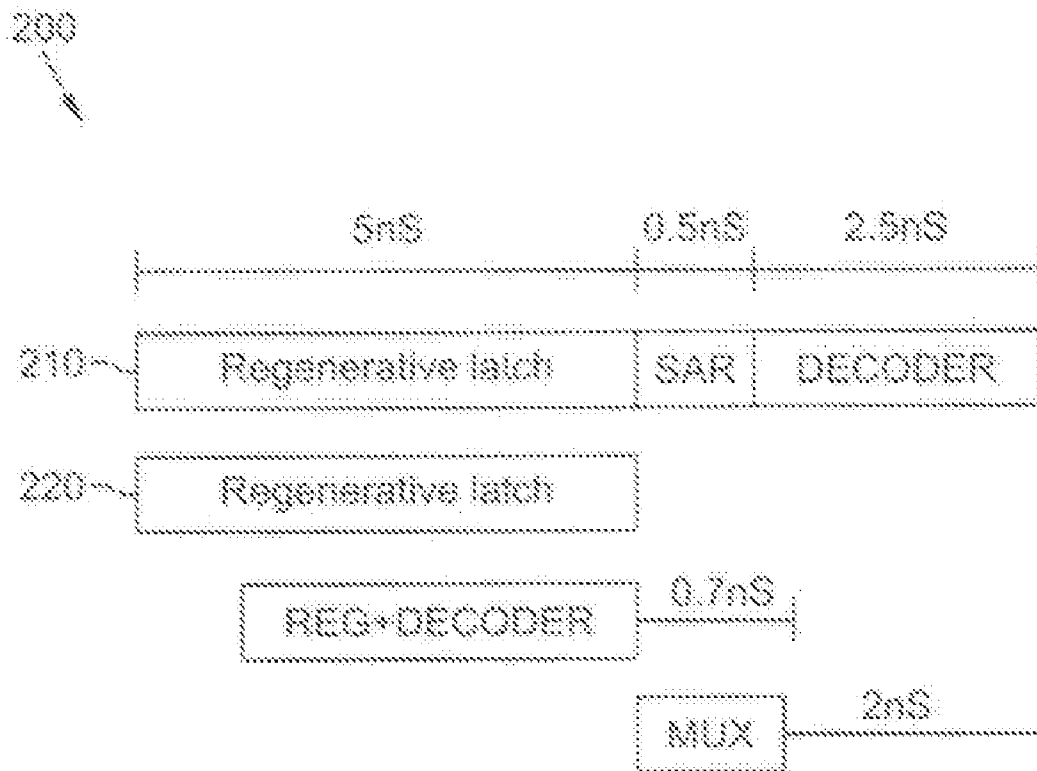 200
5nS 0.5nS 2.5nS
210 Regenerative latch SAR DECODER
220 Regenerative latch
REG+DECODER 0.7nS
MUX 2nS